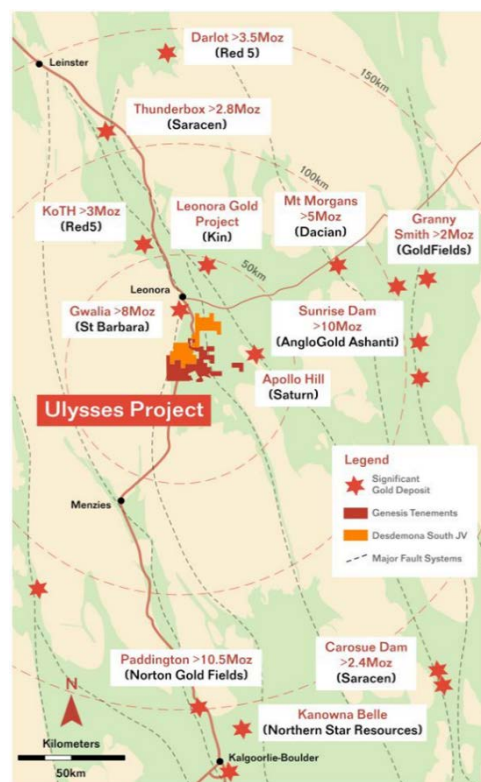 Darlot >3.5Moz
(Red 5)
Leinster
150km
Thunderbox >2.8Moz
(Saracen)
100km
KoTH >3Moz
(Red5)
Leonora Gold
Project
(Kin)
Mt Morgans
>5Moz
(Dacian)
Granny
Smith >2Moz
(GoldFields)
50km
Leonora
Gwalia >8Moz
(St Barbara)
Sunrise Dam
>10Moz
(AngloGold Ashanti)
Apollo Hill
(Saturn)
Ulysses Project
Legend
Significant
Gold Deposit
Genesis Tenements
Desdemona South JV
Major Fault Systems
Menzies
Paddington >10.5Moz
(Norton Gold Fields)
Carosue Dam
>2.4Moz
(Saracen)
N
Kanowna Belle
(Northern Star Resources)
Kilometers
50km
Kalgoorlie-Boulder